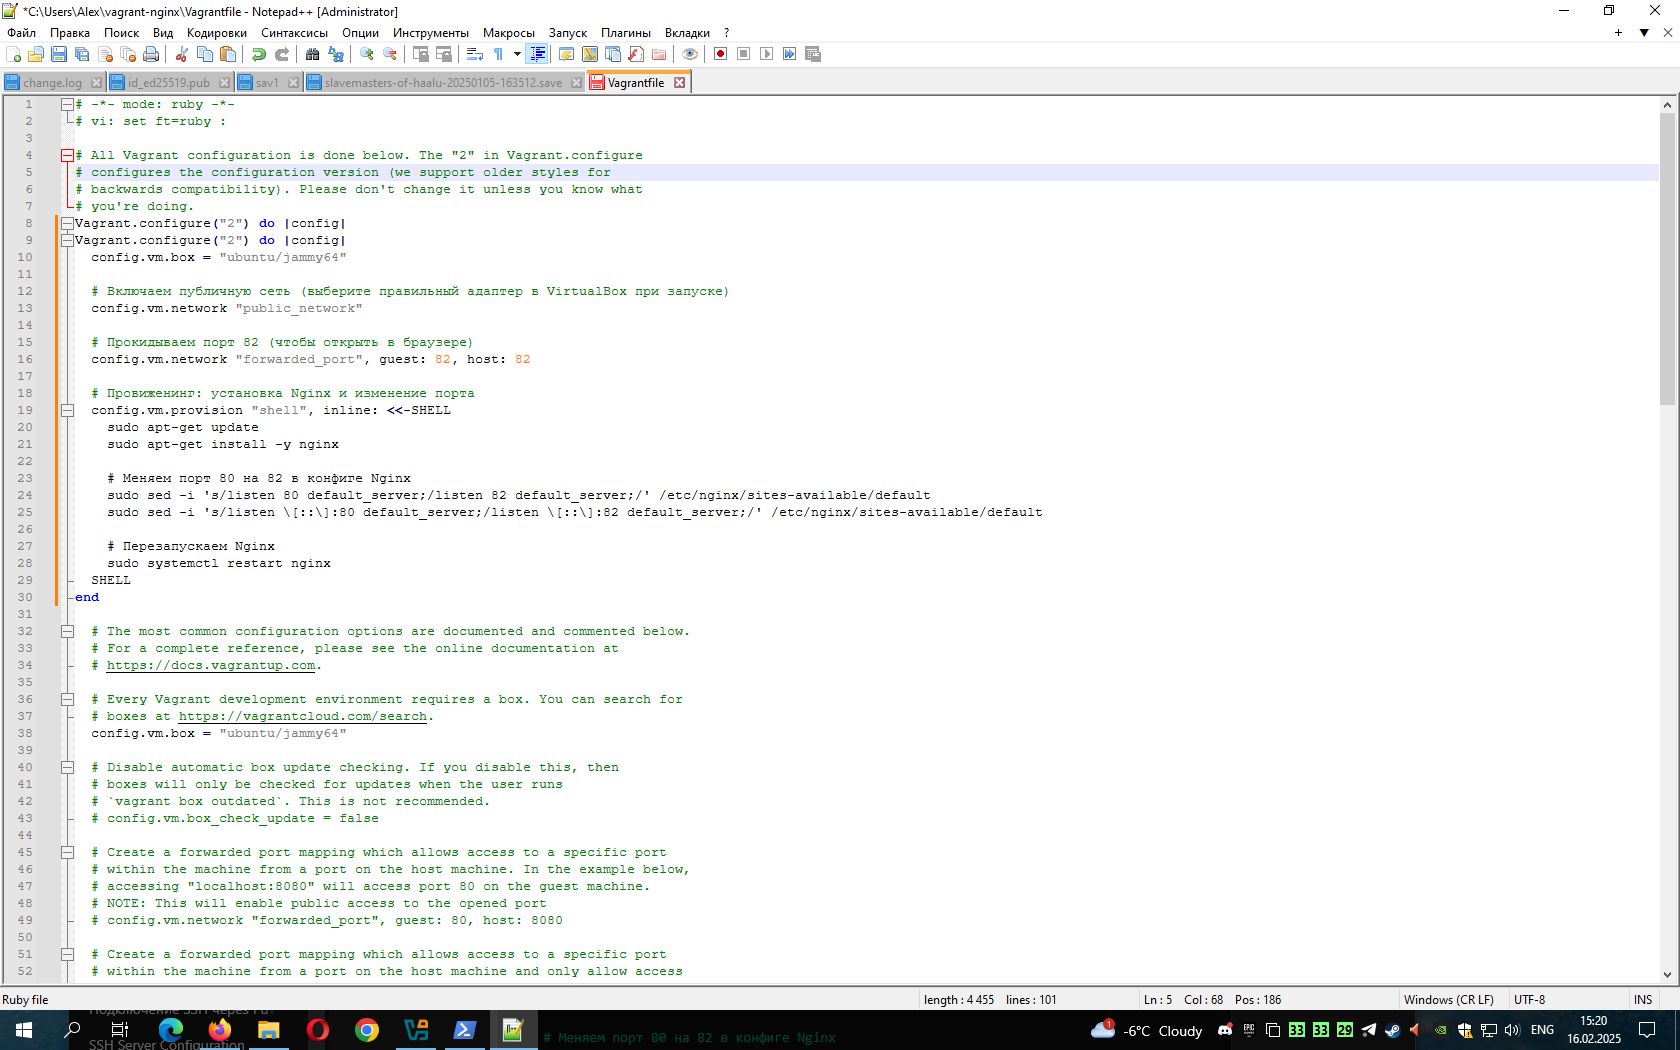 *C:\Users\Alex\vagrant-nginx\Vagrantfile - Notepad++ [Administrator]
Файл Правка Поиск Вид Кодировки Синтаксисы Опции Инструменты Макросы Запуск Плагины Вкладки ?
change.log id_ed25519.pub sav1 slavemasters-of-haalu-20250105-163512.save Vagrantfile
1 # -*- mode: ruby -*-
2 # vi: set ft=ruby :
3
4 # All Vagrant configuration is done below. The "2" in Vagrant.configure
5 # configures the configuration version (we support older styles for
6 # backwards compatibility). Please don't change it unless you know what
7 # you're doing.
8 Vagrant.configure("2") do |config|
9 Vagrant.configure("2") do |config|
10 config.vm.box = "ubuntu/jammy64"
11
12 # Включаем публичную сеть (выберите правильный адаптер в VirtualBox при запуске)
13 config.vm.network "public_network"
14
15 # Прокидываем порт 82 (чтобы открыть в браузере)
16 config.vm.network "forwarded_port", guest: 82, host: 82
17
18 # Провиженинг: установка Nginx и изменение порта
19 config.vm.provision "shell", inline: <<-SHELL
20 sudo apt-get update
21 sudo apt-get install -y nginx
22
23 # Меняем порт 80 на 82 в конфиге Nginx
24 sudo sed -i 's/listen 80 default_server;/listen 82 default_server;/' /etc/nginx/sites-available/default
25 sudo sed -i 's/listen \[::\]:80 default_server;/listen \[::\]:82 default_server;/' /etc/nginx/sites-available/default
26
27 # Перезапускаем Nginx
28 sudo systemctl restart nginx
29 SHELL
30 end
31
32 # The most common configuration options are documented and commented below.
33 # For a complete reference, please see the online documentation at
34 # https://docs.vagrantup.com.
35
36 # Every Vagrant development environment requires a box. You can search for
37 # boxes at https://vagrantcloud.com/search.
38 config.vm.box = "ubuntu/jammy64"
39
40 # Disable automatic box update checking. If you disable this, then
41 # boxes will only be checked for updates when the user runs
42 # `vagrant box outdated`. This is not recommended.
43 # config.vm.box_check_update = false
44
45 # Create a forwarded port mapping which allows access to a specific port
46 # within the machine from a port on the host machine. In the example below,
47 # accessing "localhost:8080" will access port 80 on the guest machine.
48 # NOTE: This will enable public access to the opened port
49 # config.vm.network "forwarded_port", guest: 80, host: 8080
50
51 # Create a forwarded port mapping which allows access to a specific port
52 # within the machine from a port on the host machine and only allow access
Ruby file length : 4 455 lines : 101 Ln : 5 Col : 68 Pos : 186 Windows (CR LF) UTF-8 INS
SSH Server Configuration
# Меняем порт 80 на 82 в конфиге Nginx
1 -6°C Cloudy EPIC 33 33 29 ENG 15:20
16.02.2025